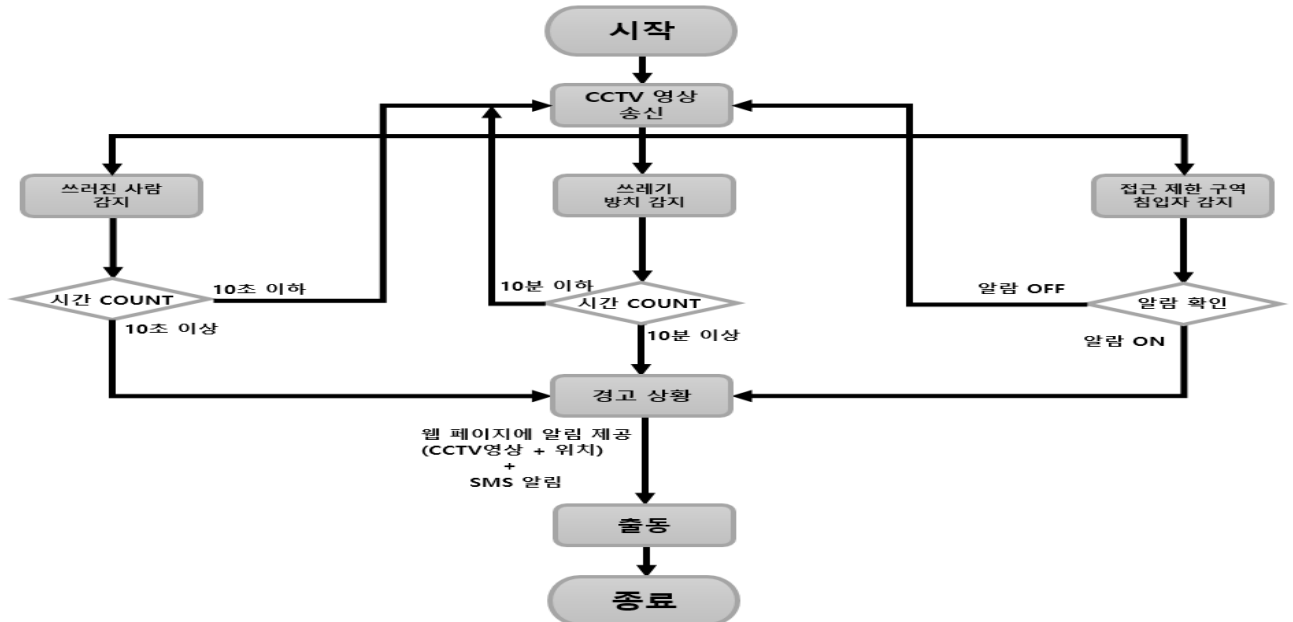 시작
CCTV 영상
송신
쓰러진 사람
감지
쓰레기
방치 감지
접근 제한 구역
침입자 감지
시간 COUNT
10초 이하
10초 이상
10분 이하
시간 COUNT
10분 이상
알람 OFF
알람 확인
알람 ON
경고 상황
웹 페이지에 알림 제공
(CCTV영상 + 위치)
+
SMS 알림
출동
종료